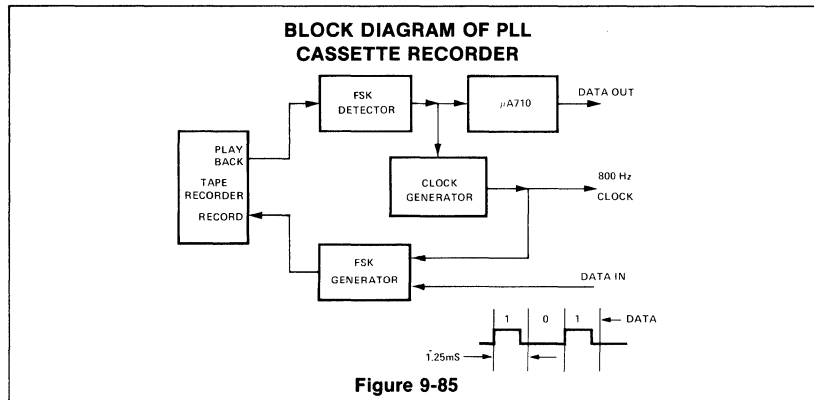 BLOCK DIAGRAM OF PLL
CASSETTE RECORDER
FSK
DETECTOR
μA710
DATA OUT
PLAY
BACK
TAPE
RECORDER
RECORD
CLOCK
GENERATOR
800 Hz
CLOCK
FSK
GENERATOR
DATA IN
1 0 1 DATA
1.25mS
Figure 9-85